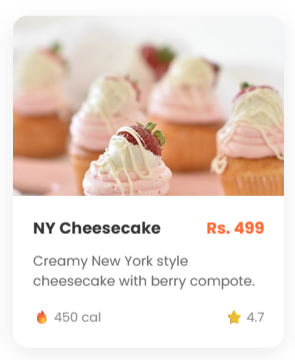 NY Cheesecake Rs. 499
Creamy New York style
cheesecake with berry compote.
450 cal 4.7